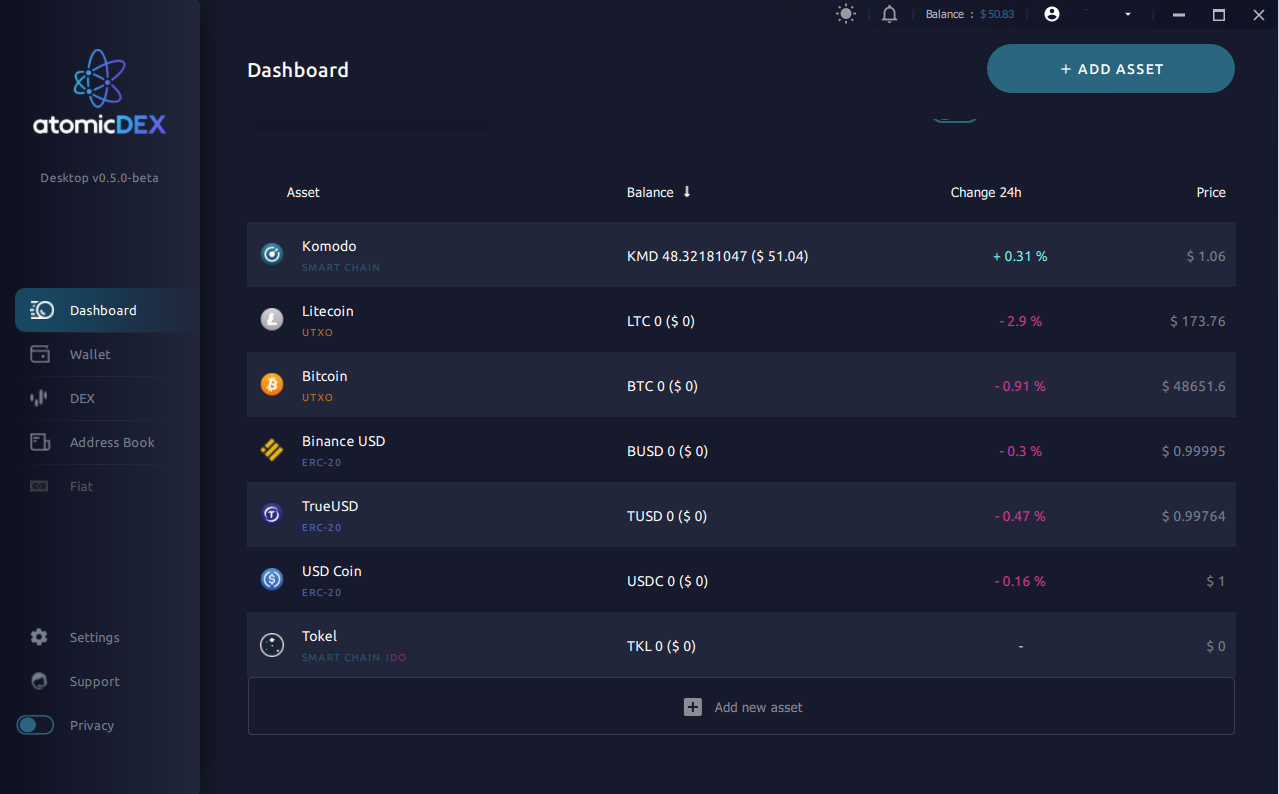 Balance : $ 50.83
atomicDEX
Desktop v0.5.0-beta
Dashboard
Wallet
DEX
Address Book
Fiat
Settings
Support
Privacy
Dashboard
+ ADD ASSET
Asset Balance Change 24h Price
Komodo
SMART CHAIN
KMD 48.32181047 ($ 51.04) + 0.31 % $ 1.06
Litecoin
UTXO
LTC 0 ($ 0) - 2.9 % $ 173.76
Bitcoin
UTXO
BTC 0 ($ 0) - 0.91 % $ 48651.6
Binance USD
ERC-20
BUSD 0 ($ 0) - 0.3 % $ 0.99995
TrueUSD
ERC-20
TUSD 0 ($ 0) - 0.47 % $ 0.99764
USD Coin
ERC-20
USDC 0 ($ 0) - 0.16 % $ 1
Tokel
SMART CHAIN IDO
TKL 0 ($ 0) - $ 0
Add new asset